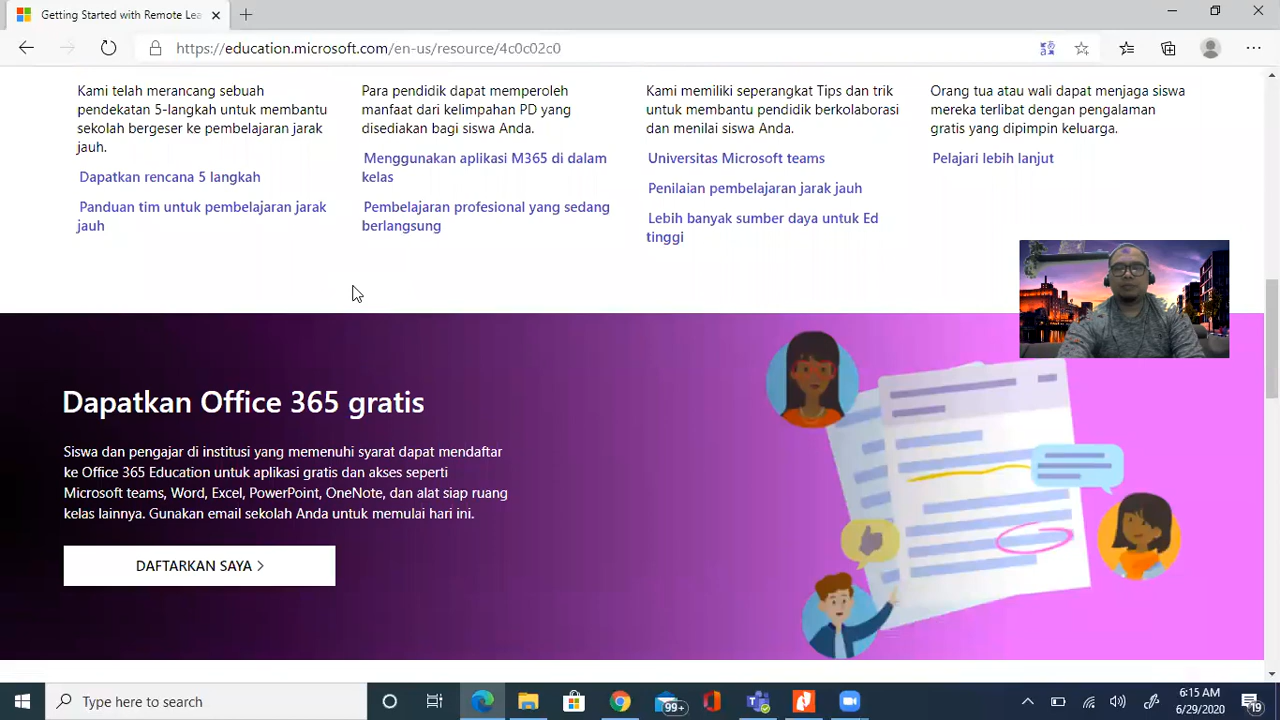 Getting Started with Remote Lea
https://education.microsoft.com/en-us/resource/4c0c02c0
Kami telah merancang sebuah
pendekatan 5-langkah untuk membantu
sekolah bergeser ke pembelajaran jarak
jauh.
Dapatkan rencana 5 langkah
Panduan tim untuk pembelajaran jarak
jauh
Para pendidik dapat memperoleh
manfaat dari kelimpahan PD yang
disediakan bagi siswa Anda.
Menggunakan aplikasi M365 di dalam
kelas
Pembelajaran profesional yang sedang
berlangsung
Kami memiliki seperangkat Tips dan trik
untuk membantu pendidik berkolaborasi
dan menilai siswa Anda.
Universitas Microsoft teams
Penilaian pembelajaran jarak jauh
Lebih banyak sumber daya untuk Ed
tinggi
Orang tua atau wali dapat menjaga siswa
mereka terlibat dengan pengalaman
gratis yang dipimpin keluarga.
Pelajari lebih lanjut
Dapatkan Office 365 gratis
Siswa dan pengajar di institusi yang memenuhi syarat dapat mendaftar
ke Office 365 Education untuk aplikasi gratis dan akses seperti
Microsoft teams, Word, Excel, PowerPoint, OneNote, dan alat siap ruang
kelas lainnya. Gunakan email sekolah Anda untuk memulai hari ini.
DAFTARKAN SAYA
Type here to search
99+
6:15 AM
6/29/2020
19